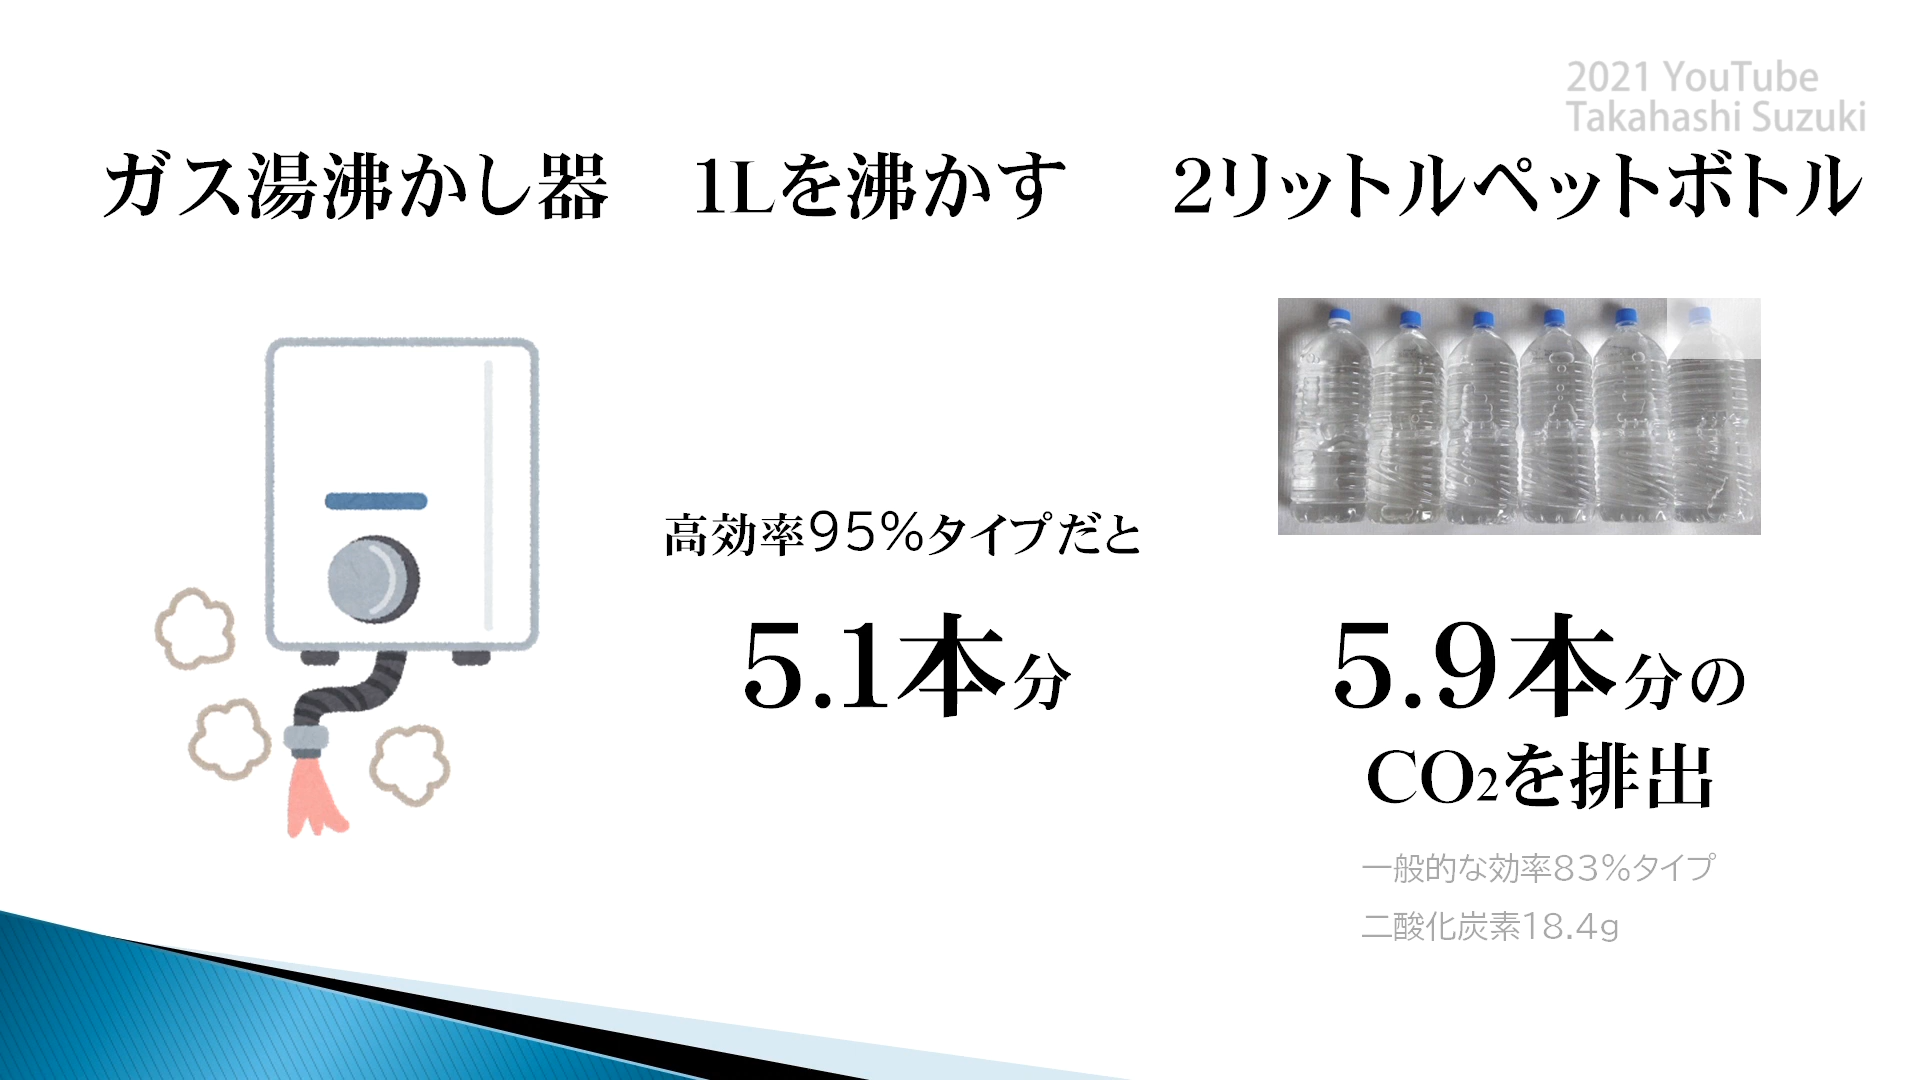 2021 YouTube
Takahashi Suzuki
ガス湯沸かし器 1Lを沸かす 2リットルペットボトル
高効率95%タイプだと
5.1本分
5.9本分の
CO2を排出
一般的な効率83%タイプ
二酸化炭素18.4g